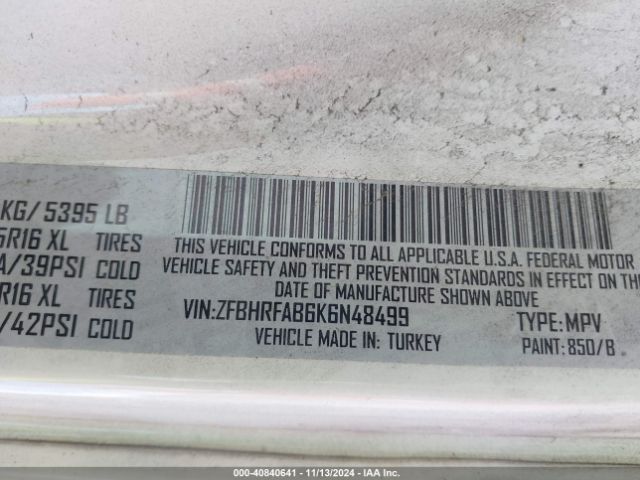 KG/ 5395 LB
R16 XL TIRES
/39PSI COLD
R16 XL TIRES
/42PSI COLD
THIS VEHICLE CONFORMS TO ALL APPLICABLE U.S.A. FEDERAL MOTOR
VEHICLE SAFETY AND THEFT PREVENTION STANDARDS IN EFFECT ON THE
DATE OF MANUFACTURE SHOWN ABOVE
VIN:ZFBHRFAB6K6N48499 TYPE:MPV
VEHICLE MADE IN: TURKEY PAINT:850/B
000-40840641 | 11/13/2024 | IAA Inc.